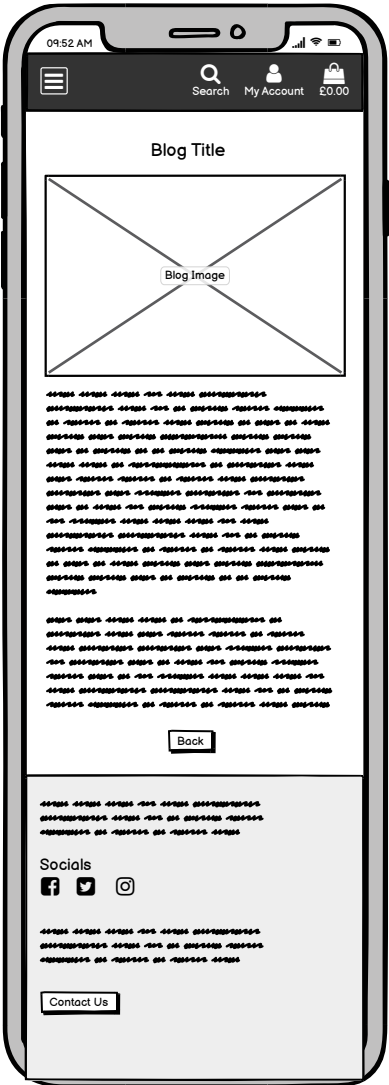 09:52 AM
Search My Account £0.00
Blog Title
Blog Image
Back
Socials
Contact Us